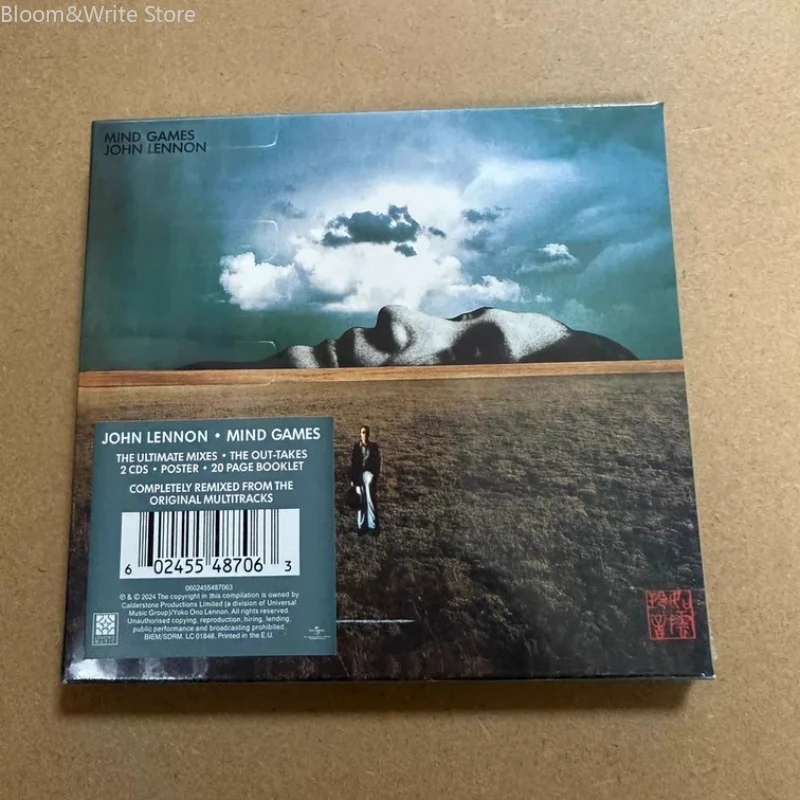 Bloom&Write Store
MIND GAMES
JOHN LENNON
JOHN LENNON • MIND GAMES
THE ULTIMATE MIXES • THE OUT-TAKES
2 CDS • POSTER • 20 PAGE BOOKLET
COMPLETELY REMIXED FROM THE
ORIGINAL MULTITRACKS
6 02455 48706 3
0602455487063
℗ & © 2024 The copyright in this compilation is owned by
Calderstone Productions Limited (a division of Universal
Music Group)/Yoko Ono Lennon. All rights reserved.
Unauthorised copying, reproduction, hiring, lending,
public performance and broadcasting prohibited.
BIEM/SDRM. LC 01846. Printed in the E.U.